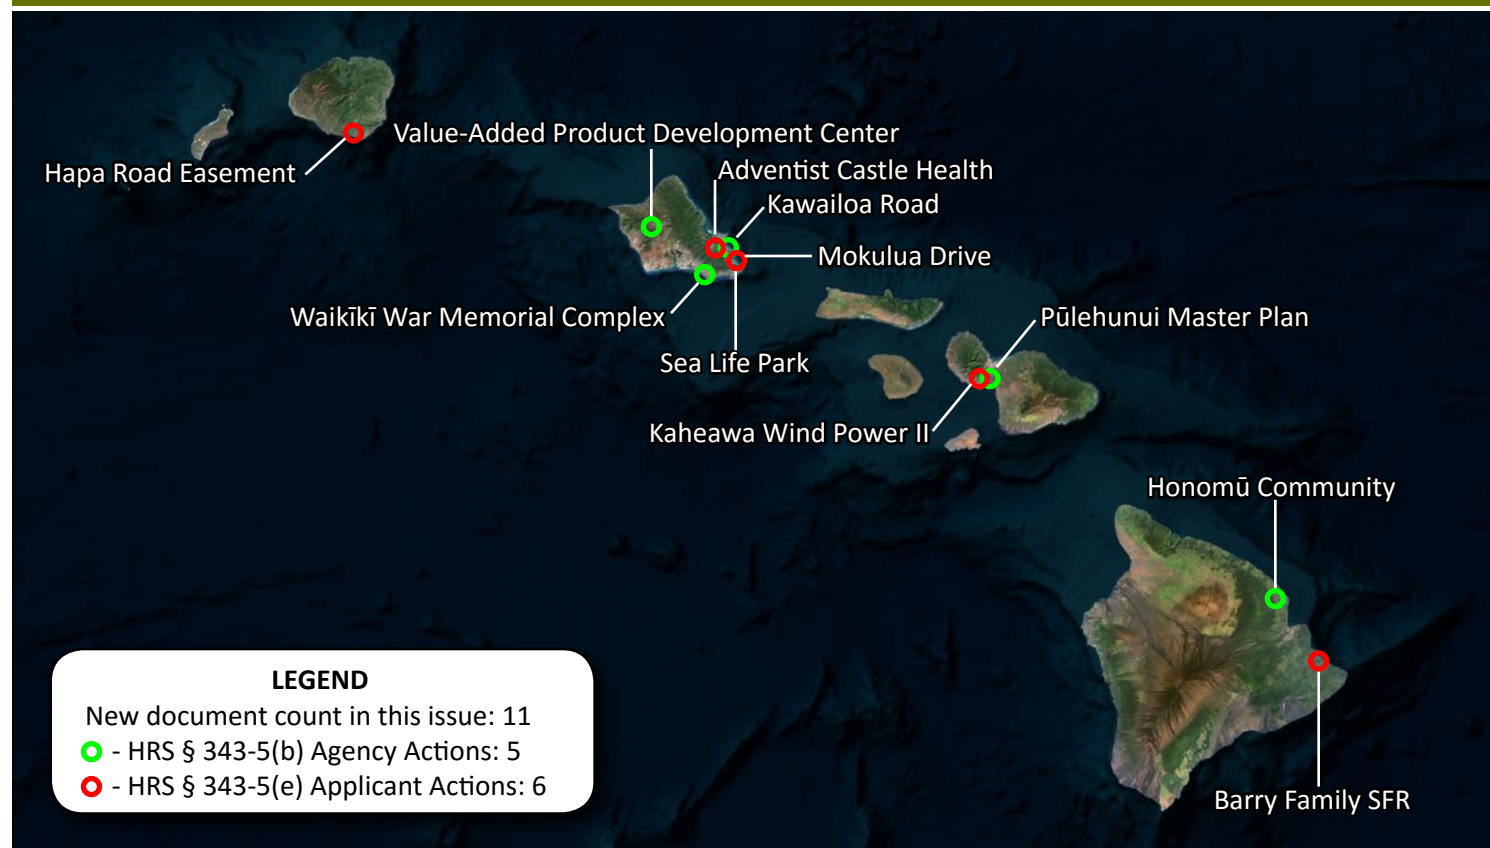 Value-Added Product Development Center
Hapa Road Easement
Adventist Castle Health
Kawailoa Road
Mokulua Drive
Waikīkī War Memorial Complex
Sea Life Park
Pūlehunui Master Plan
Kaheawa Wind Power II
Honomū Community
Barry Family SFR
LEGEND
New document count in this issue: 11
- HRS § 343-5(b) Agency Actions: 5
- HRS § 343-5(e) Applicant Actions: 6